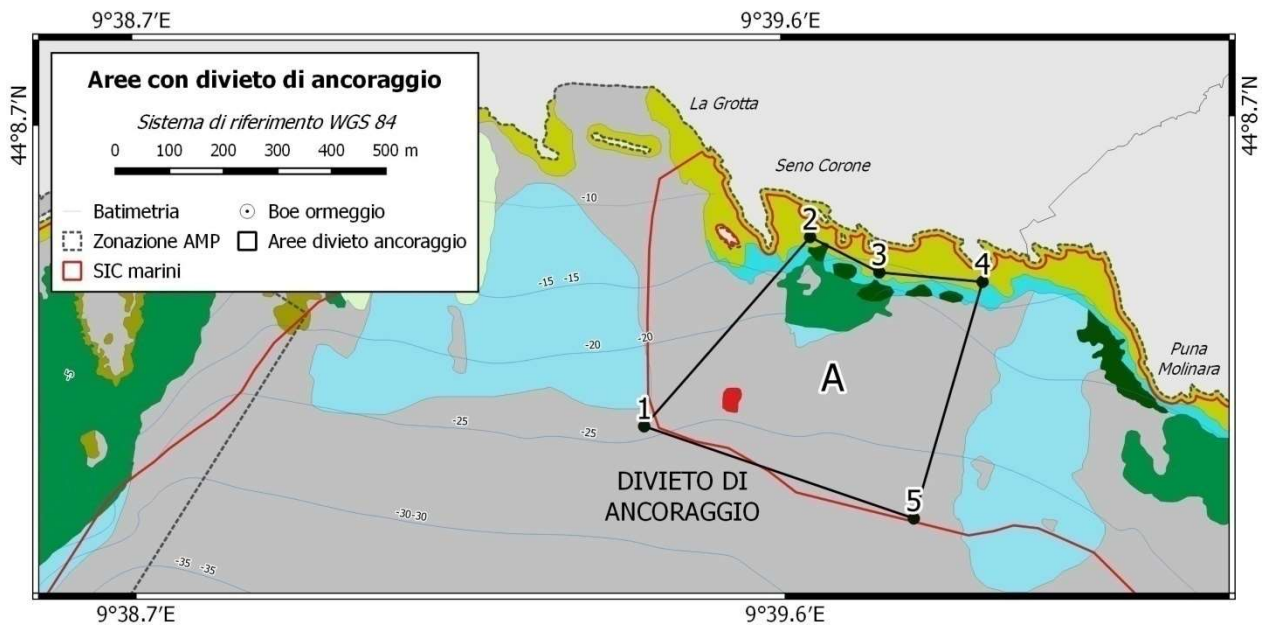 9°38.7'E 9°39.6'E
44°8.7'N
44°8.7'N
Aree con divieto di ancoraggio
Sistema di riferimento WGS 84
0 100 200 300 400 500 m
Batimetria
Boe ormeggio
Zonazione AMP
Aree divieto ancoraggio
SIC marini
La Grotta
Seno Corone
Puna
Molinara
-10
-15 -15
-20 -20
-25 -25
-30 -30
-35 -35
-5
1
2
3
4
5
A
DIVIETO DI
ANCORAGGIO
9°38.7'E 9°39.6'E